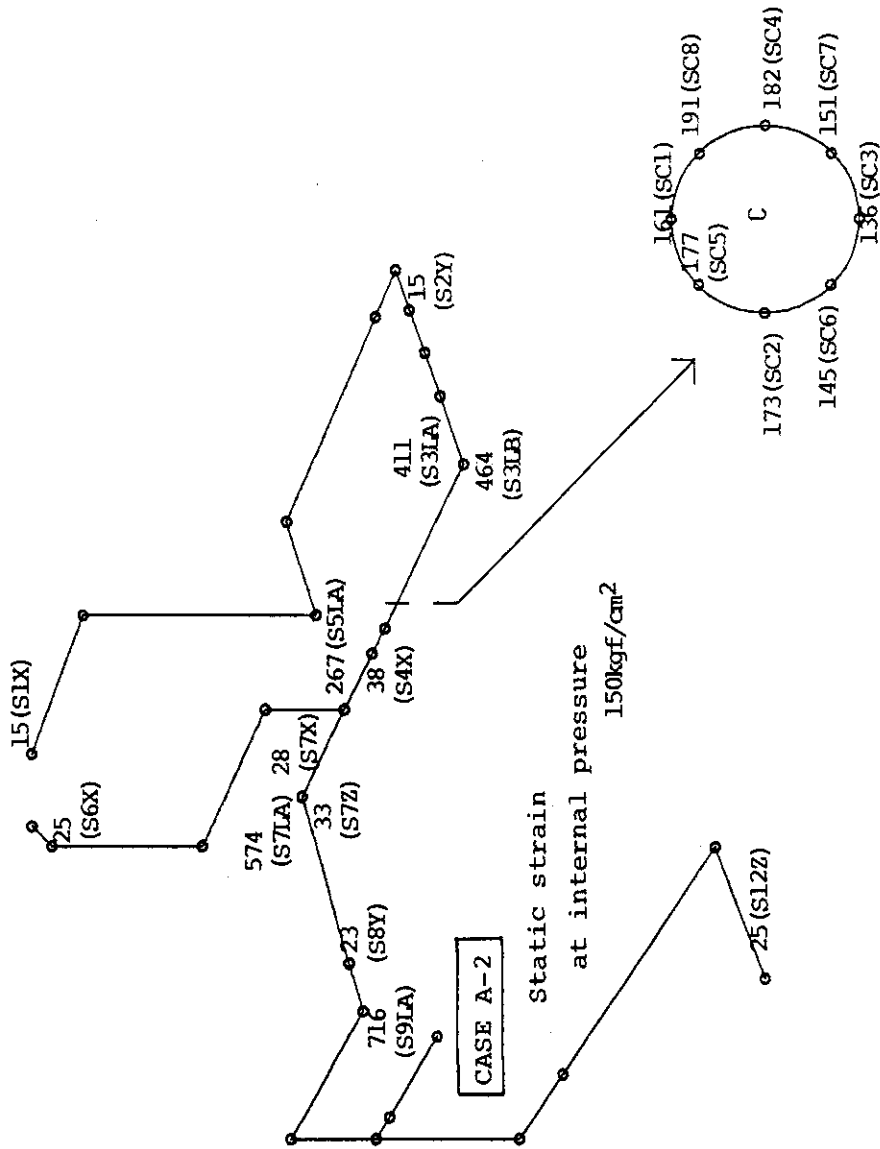 15(S1X)
25
(S6X)
28
(S7X)
267(S5LA)
574
(S7LA)
33
(S7Z)
38
(S4X)
411
(S3LA)
464
(S3LB)
15
(S2Y)
23
(S8Y)
716
(S9LA)
CASE A-2
Static strain
at internal pressure
150kgf/cm²
25(S12Z)
161(SC1)
191(SC8)
177
(SC5)
182(SC4)
C
173(SC2)
151(SC7)
145(SC6)
136(SC3)